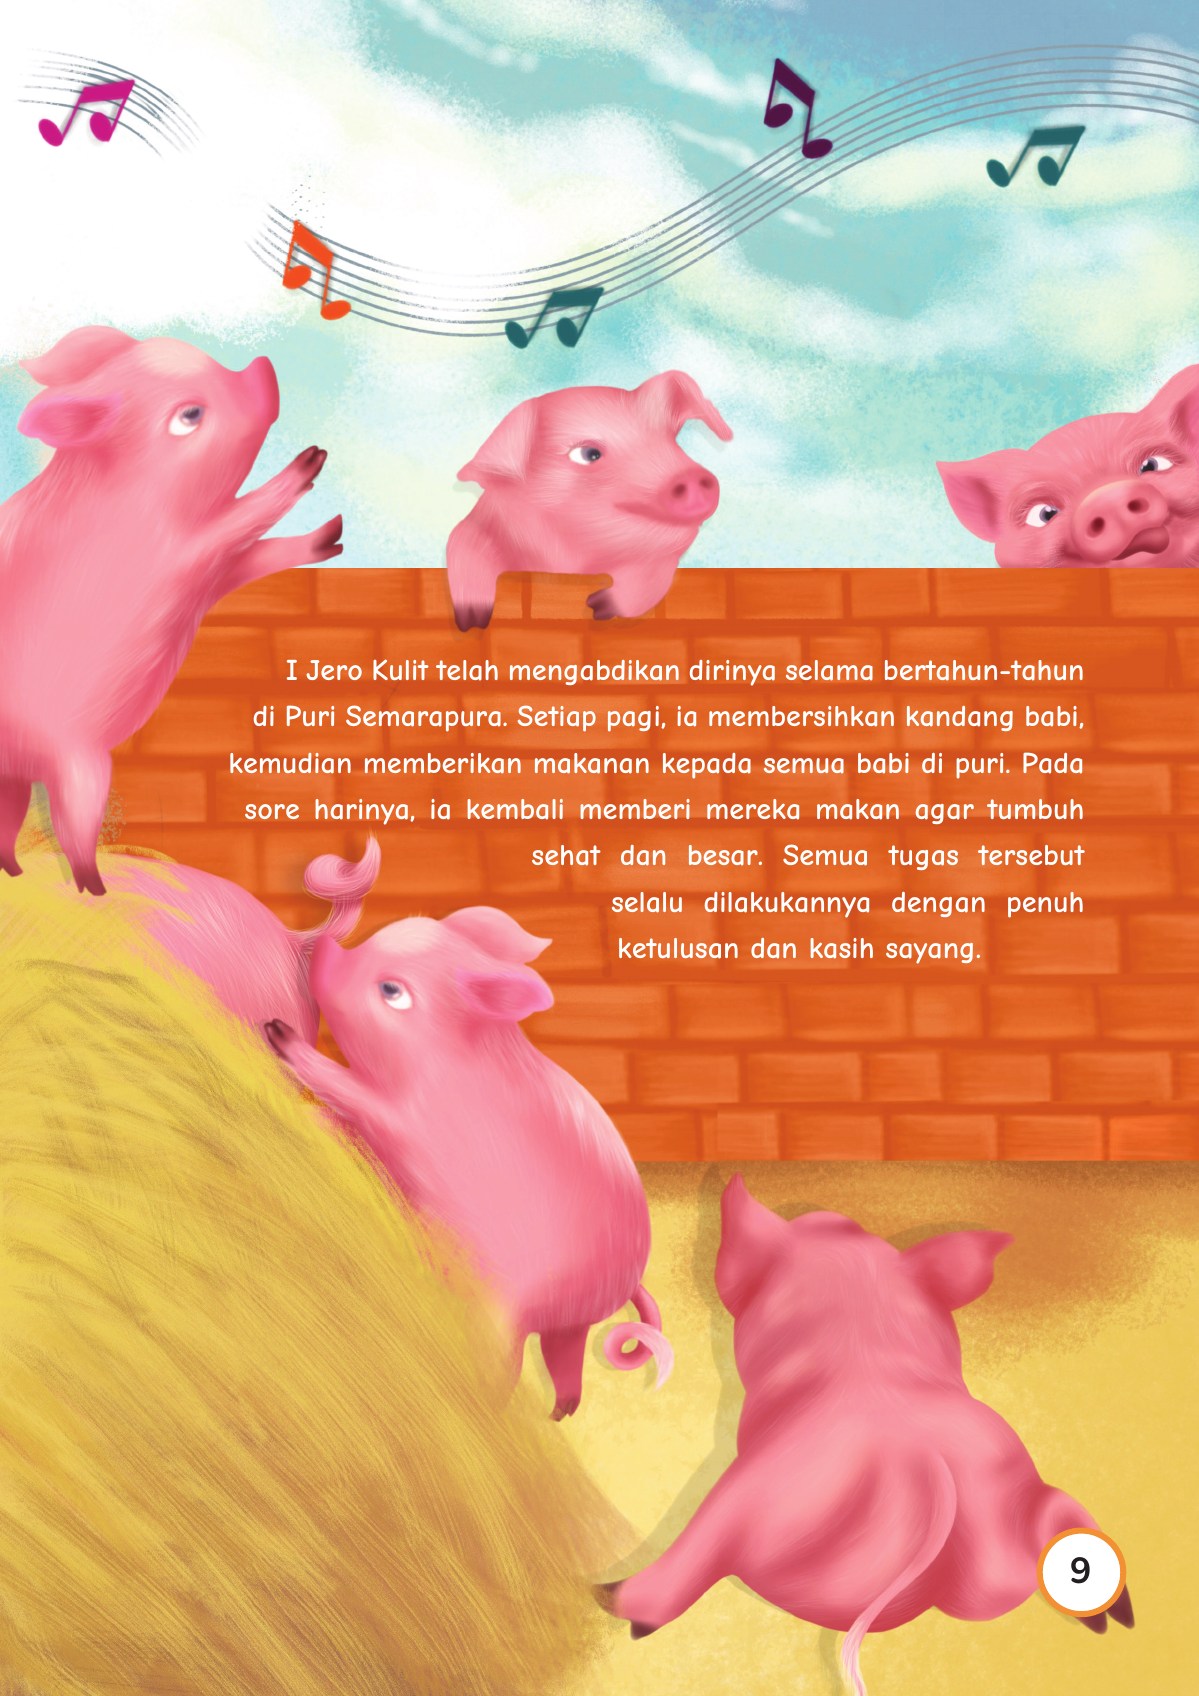 I Jero Kulit telah mengabdikan dirinya selama bertahun-tahun
di Puri Semarapura. Setiap pagi, ia membersihkan kandang babi,
kemudian memberikan makanan kepada semua babi di puri. Pada
sore harinya, ia kembali memberi mereka makan agar tumbuh
sehat dan besar. Semua tugas tersebut
selalu dilakukannya dengan penuh
ketulusan dan kasih sayang.
9